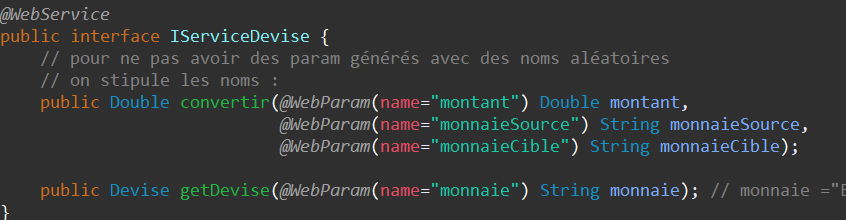 @WebService
public interface IServiceDevise {
    // pour ne pas avoir des param générés avec des noms aléatoires
    // on stipule les noms :
    public Double convertir(@WebParam(name="montant") Double montant,
                            @WebParam(name="monnaieSource") String monnaieSource,
                            @WebParam(name="monnaieCible") String monnaieCible);
    public Devise getDevise(@WebParam(name="monnaie") String monnaie); // monnaie ="
}